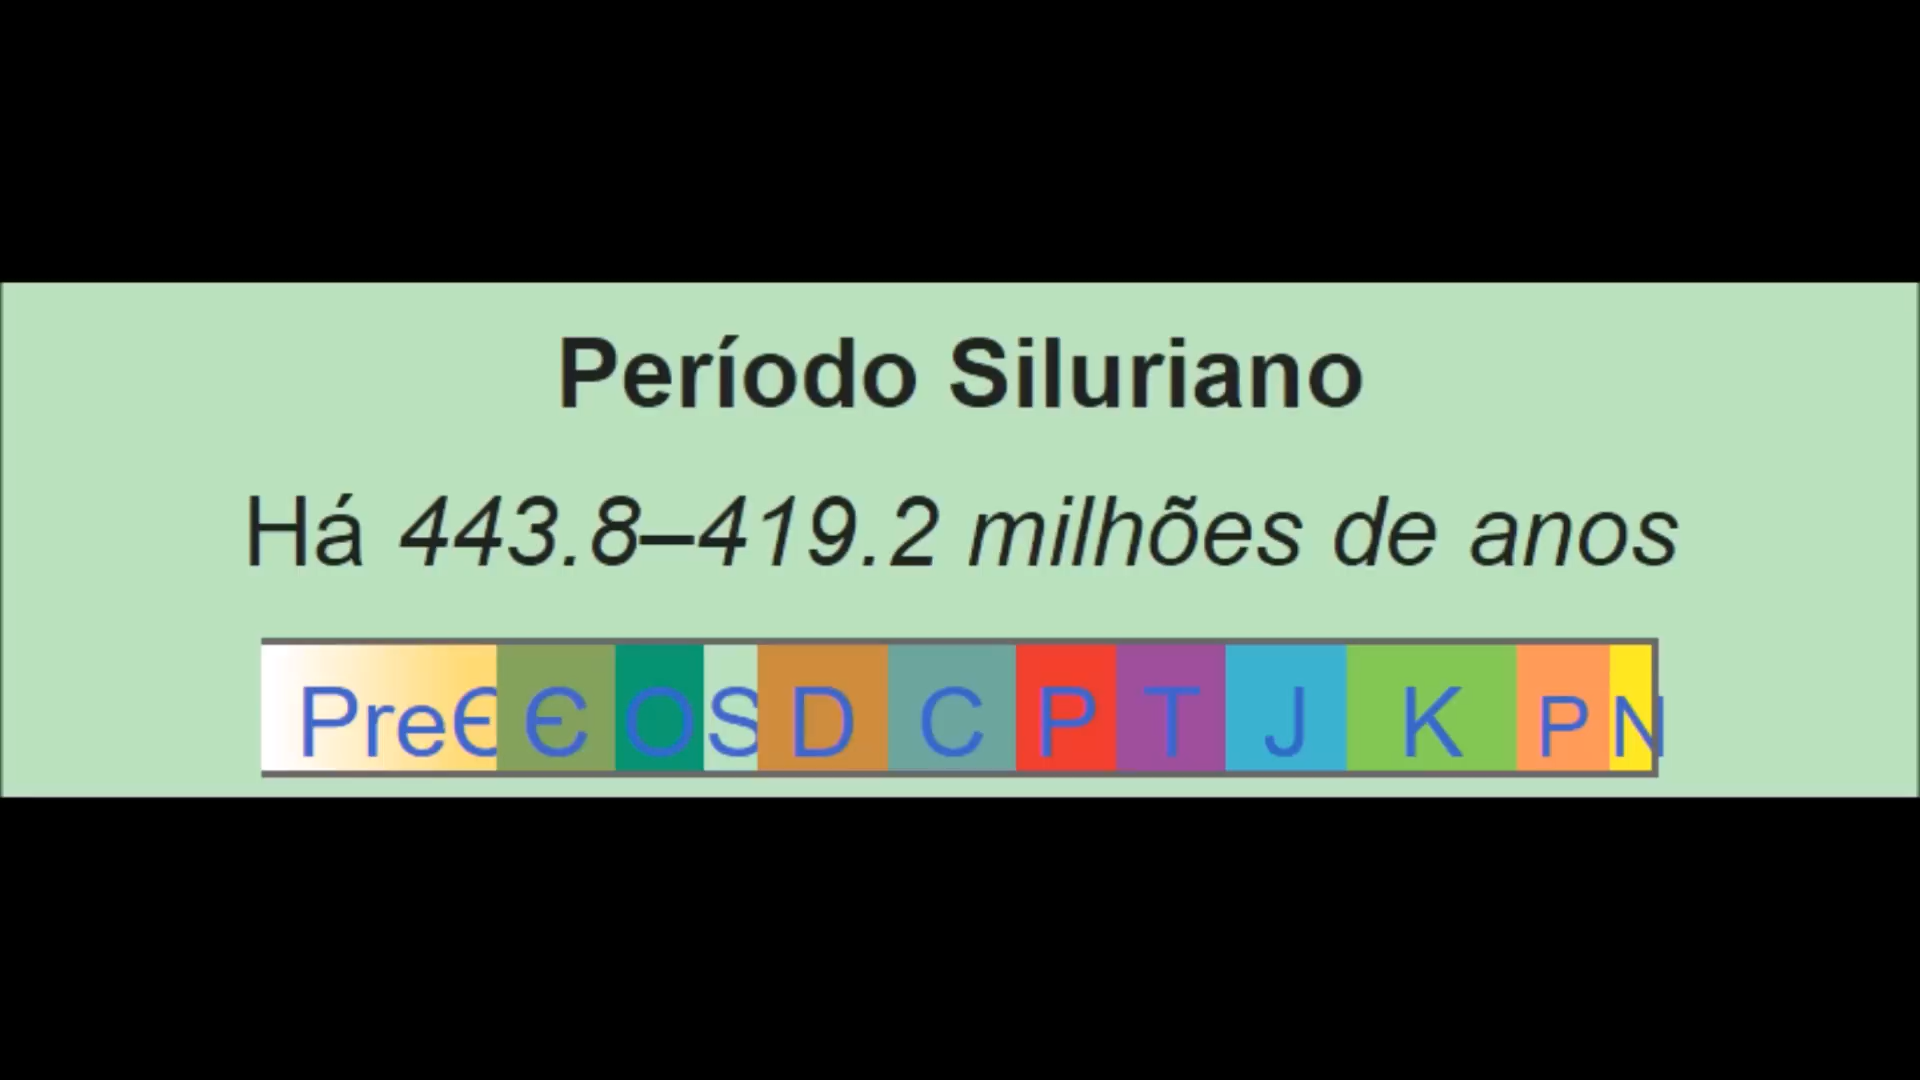 Período Siluriano
Há 443.8–419.2 milhões de anos
PreЄ Є O S D C P T J K P N